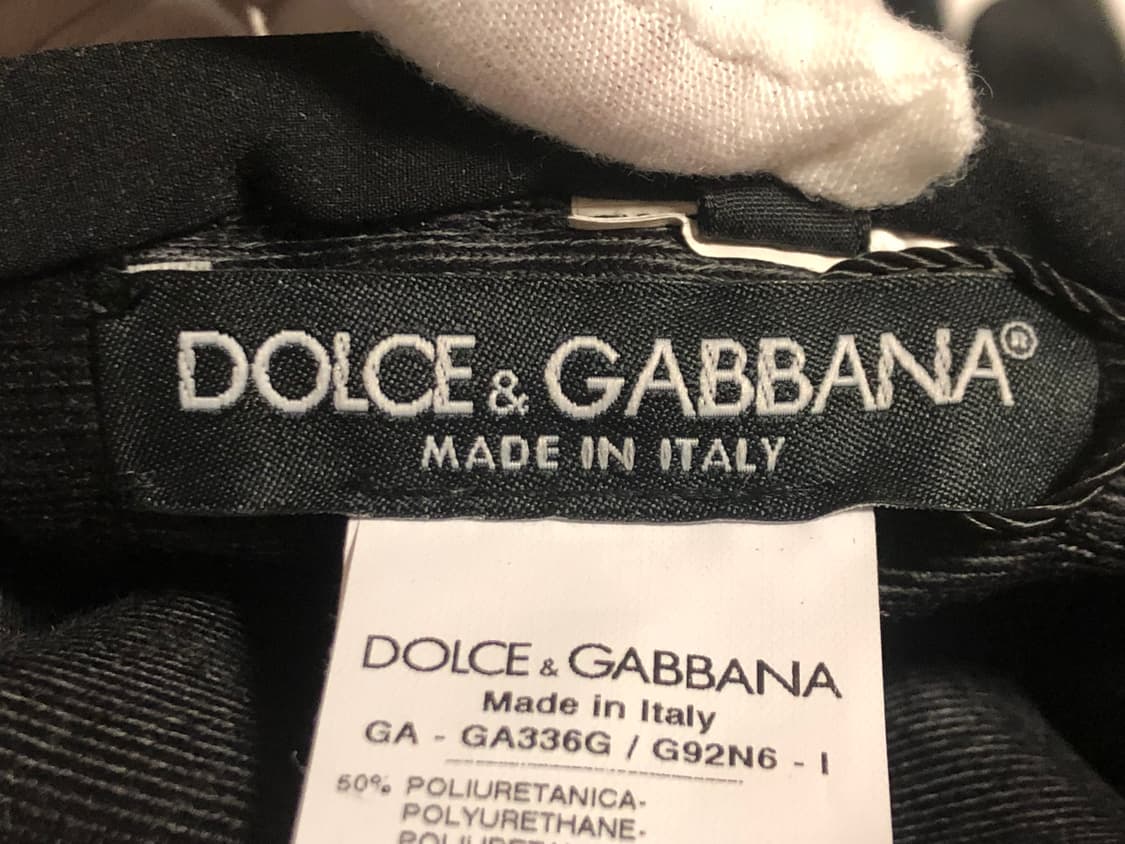 DOLCE & GABBANA®
MADE IN ITALY
DOLCE & GABBANA
Made in Italy
GA - GA336G / G92N6 - I
50% POLIURETANICA-
POLYURETHANE-